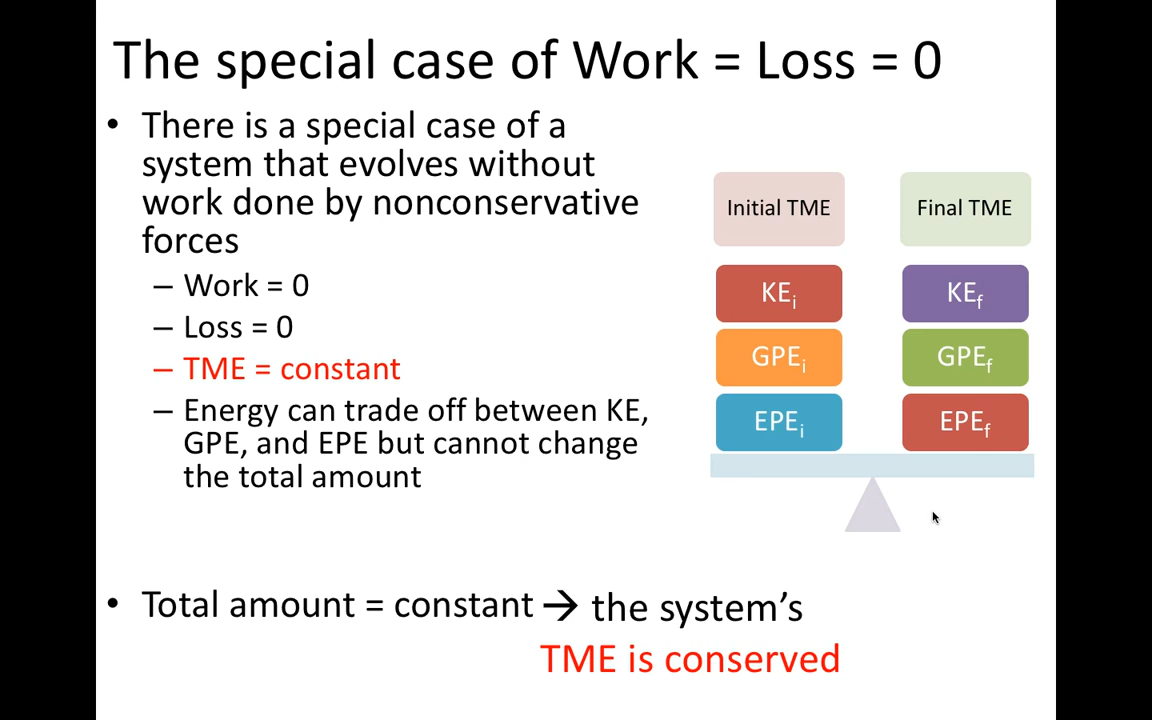 The special case of Work = Loss = 0
• There is a special case of a
system that evolves without
work done by nonconservative
forces
– Work = 0
– Loss = 0
– TME = constant
– Energy can trade off between KE,
GPE, and EPE but cannot change
the total amount
Initial TME
Final TME
KEi
KEf
GPEi
GPEf
EPEi
EPEf
• Total amount = constant → the system’s
TME is conserved